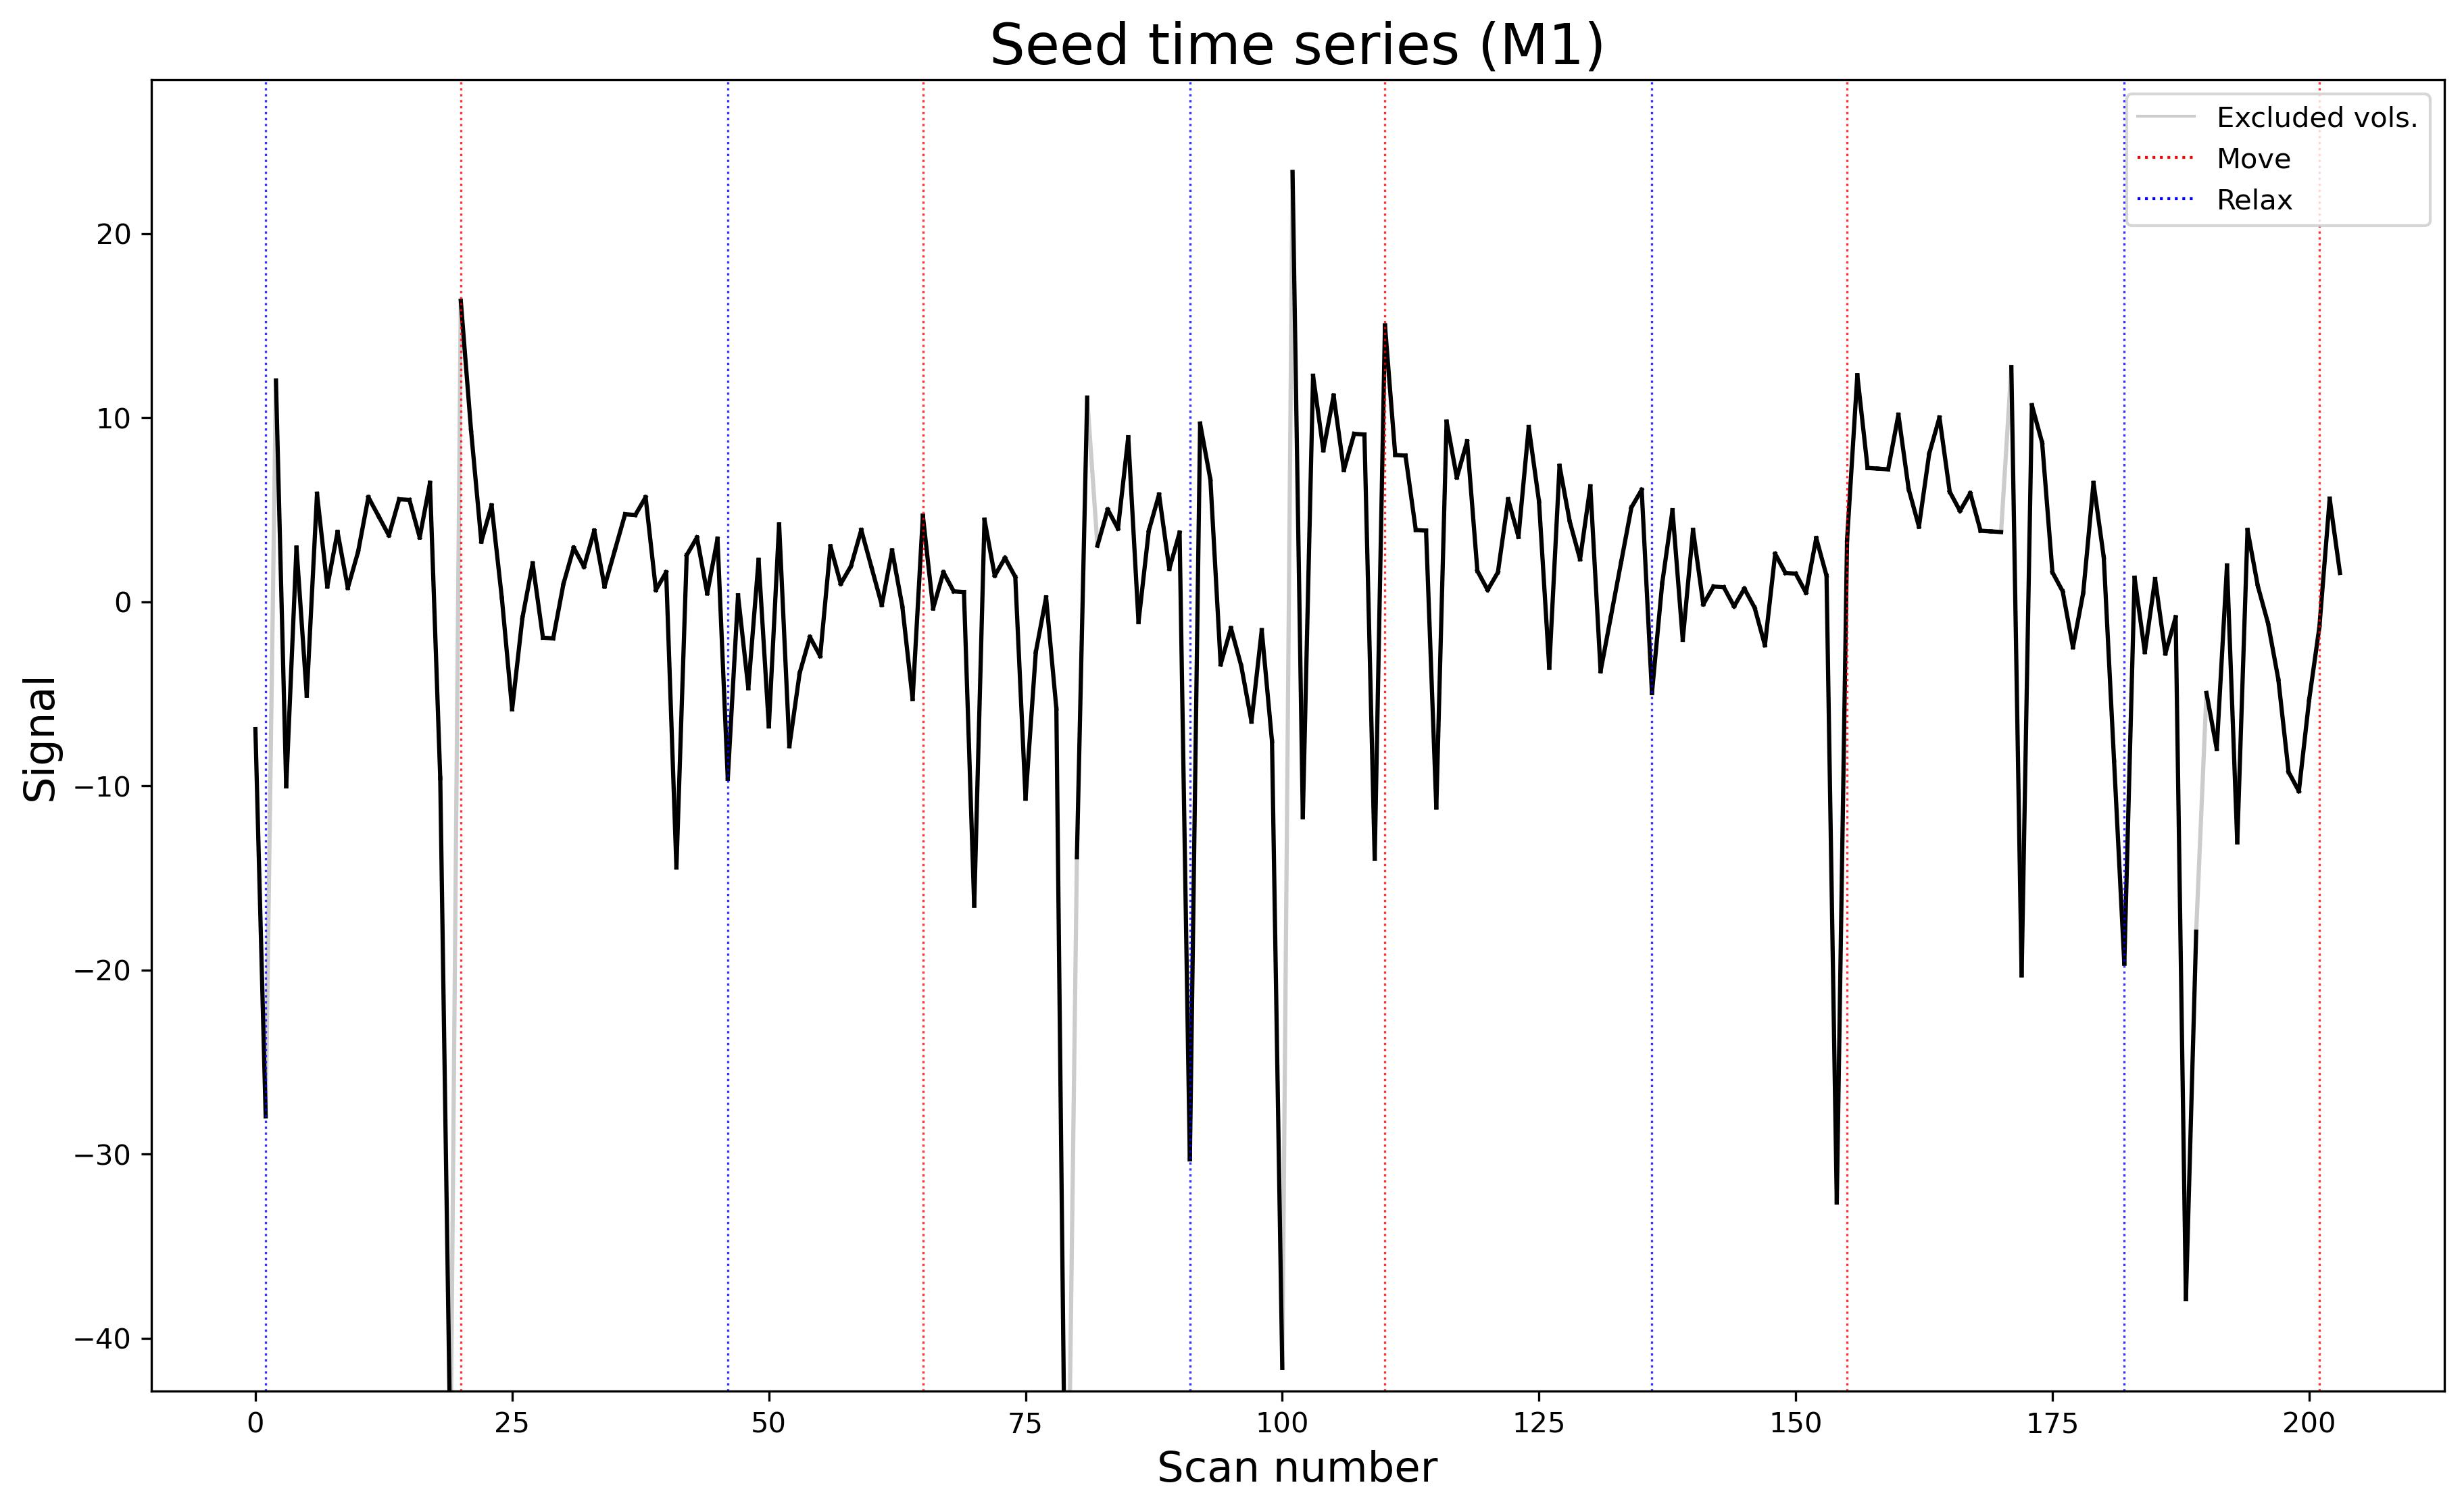 Seed time series (M1)
Excluded vols.
Move
Relax
20
10
0
−10
−20
−30
−40
Signal
0 25 50 75 100 125 150 175 200
Scan number